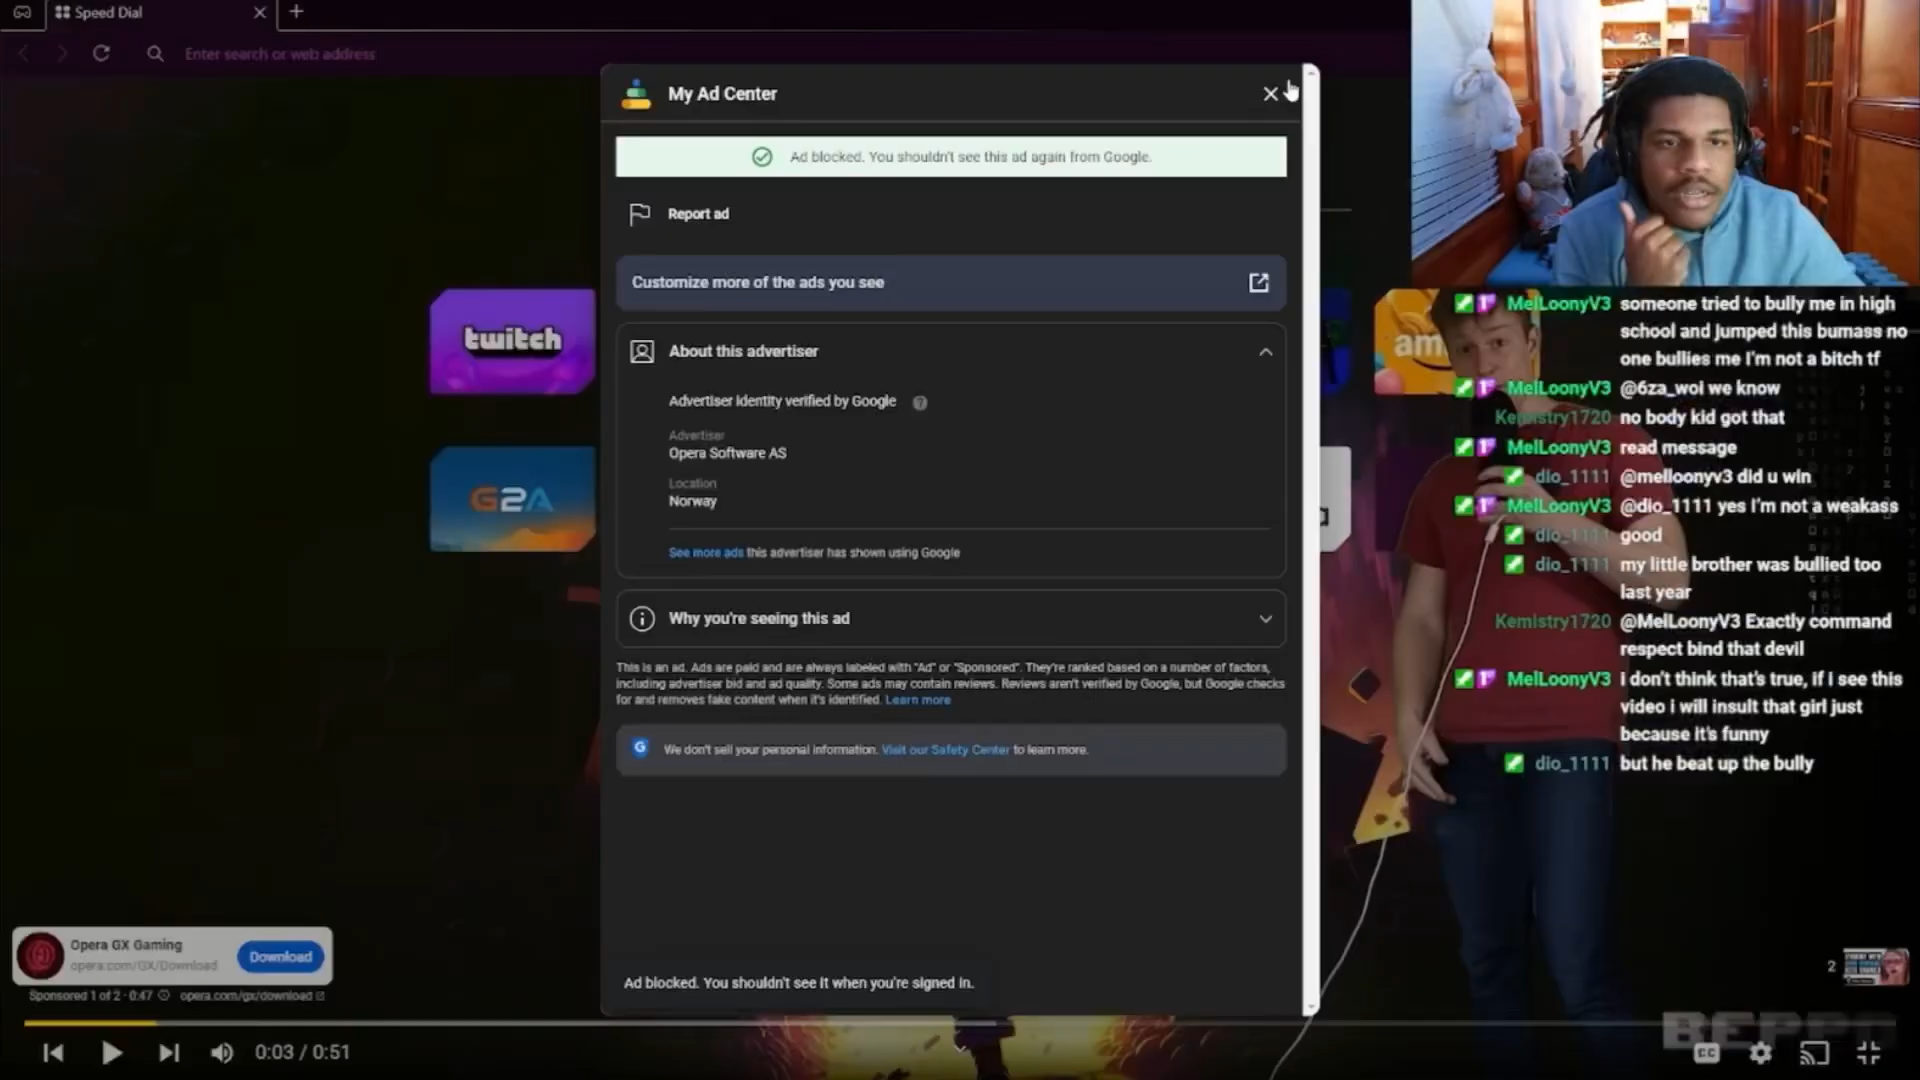 Speed Dial
Enter search or web address
My Ad Center
Ad blocked. You shouldn't see this ad again from Google.
Report ad
Customize more of the ads you see
About this advertiser
Advertiser identity verified by Google
Advertiser
Opera Software AS
Location
Norway
See more ads this advertiser has shown using Google
Why you're seeing this ad
This is an ad. Ads are paid and are always labeled with "Ad" or "Sponsored". They're ranked based on a number of factors,
including advertiser bid and ad quality. Some ads may contain reviews. Reviews aren't verified by Google, but Google checks
for and removes fake content when it's identified. Learn more
We don't sell your personal information. Visit our Safety Center to learn more.
Ad blocked. You shouldn't see it when you're signed in.
twitch
G2A
am
MelLoonyV3 someone tried to bully me in high
school and jumped this bumass no
one bullies me I'm not a bitch tf
MelLoonyV3 @6za_wol we know
Kemistry1720 no body kid got that
MelLoonyV3 read message
dio_1111 @melloonyv3 did u win
MelLoonyV3 @dio_1111 yes I'm not a weakass
dio_1111 good
dio_1111 my little brother was bullied too
last year
Kemistry1720 @MelLoonyV3 Exactly command
respect bind that devil
MelLoonyV3 i don't think that's true, if i see this
video i will insult that girl just
because it's funny
dio_1111 but he beat up the bully
Opera GX Gaming
opera.com/GX/Download
Download
Sponsored 1 of 2 · 0:47 opera.com/gx/download
2
BEPPO
0:03 / 0:51
CC